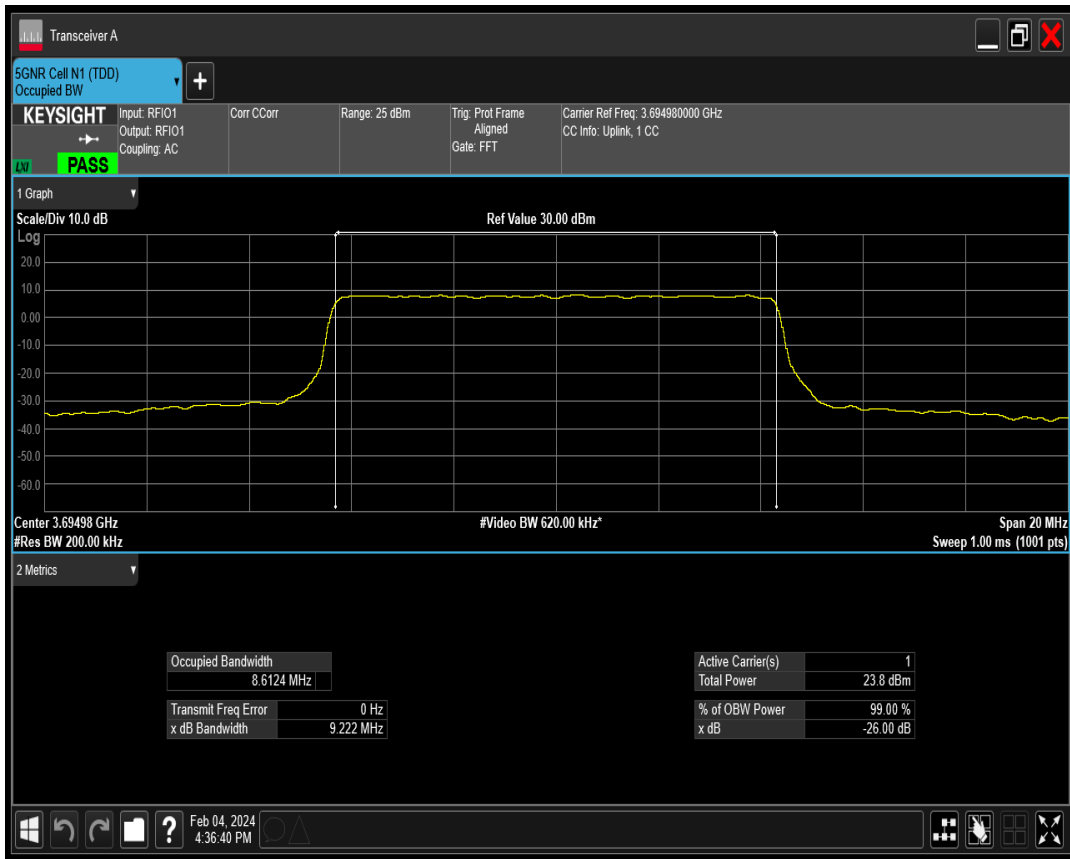 Transceiver A
5GNR Cell N1 (TDD)
Occupied BW
+
KEYSIGHT
LXI
PASS
Input: RFIO1
Output: RFIO1
Coupling: AC
Corr CCorr
Range: 25 dBm
Trig: Prot Frame
Aligned
Gate: FFT
Carrier Ref Freq: 3.694980000 GHz
CC Info: Uplink, 1 CC
1 Graph
Scale/Div 10.0 dB
Ref Value 30.00 dBm
Log
20.0
10.0
0.00
-10.0
-20.0
-30.0
-40.0
-50.0
-60.0
Center 3.69498 GHz
#Video BW 620.00 kHz*
Span 20 MHz
#Res BW 200.00 kHz
Sweep 1.00 ms (1001 pts)
2 Metrics
Occupied Bandwidth
8.6124 MHz
Transmit Freq Error 0 Hz
x dB Bandwidth 9.222 MHz
Active Carrier(s) 1
Total Power 23.8 dBm
% of OBW Power 99.00 %
x dB -26.00 dB
?
Feb 04, 2024
4:36:40 PM